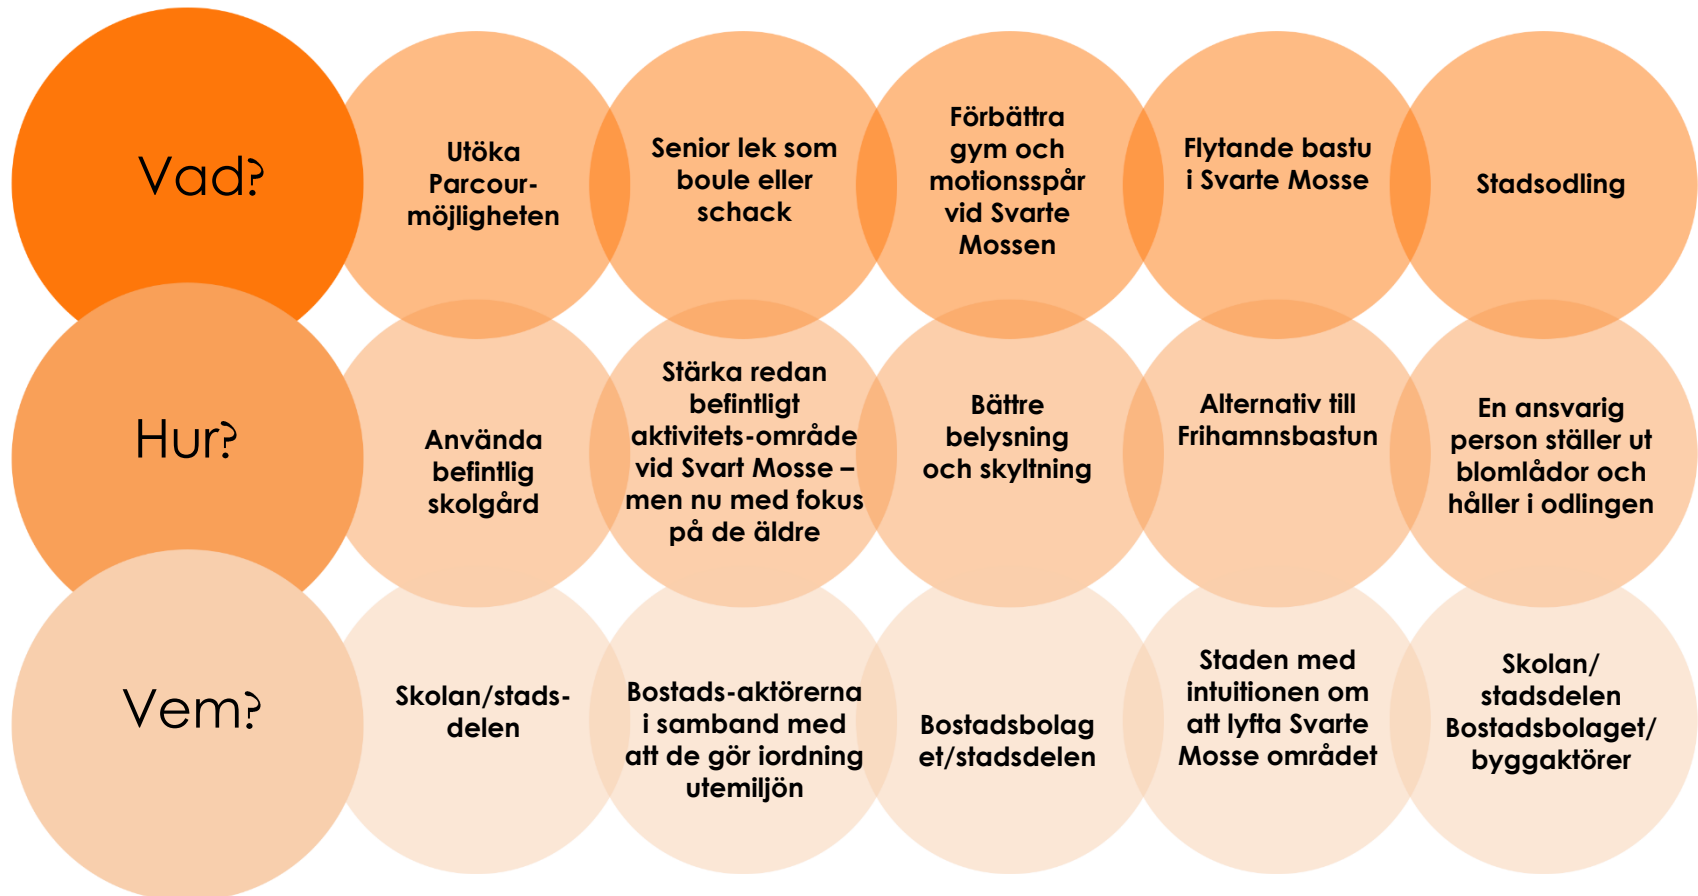 Vad?
Utöka
Parcour-
möjligheten
Senior lek som
boule eller
schack
Förbättra
gym och
motionsspår
vid Svarte
Mossen
Flytande bastu
i Svarte Mosse
Stadsodling
Hur?
Använda
befintlig
skolgård
Stärka redan
befintligt
aktivitets-område
vid Svart Mosse –
men nu med fokus
på de äldre
Bättre
belysning
och skyltning
Alternativ till
Frihamnsbastun
En ansvarig
person ställer ut
blomlådor och
håller i odlingen
Vem?
Skolan/stads-
delen
Bostads-aktörerna
i samband med
att de gör iordning
utemiljön
Bostadsbolag
et/stadsdelen
Staden med
intuitionen om
att lyfta Svarte
Mosse området
Skolan/
stadsdelen
Bostadsbolaget/
byggaktörer